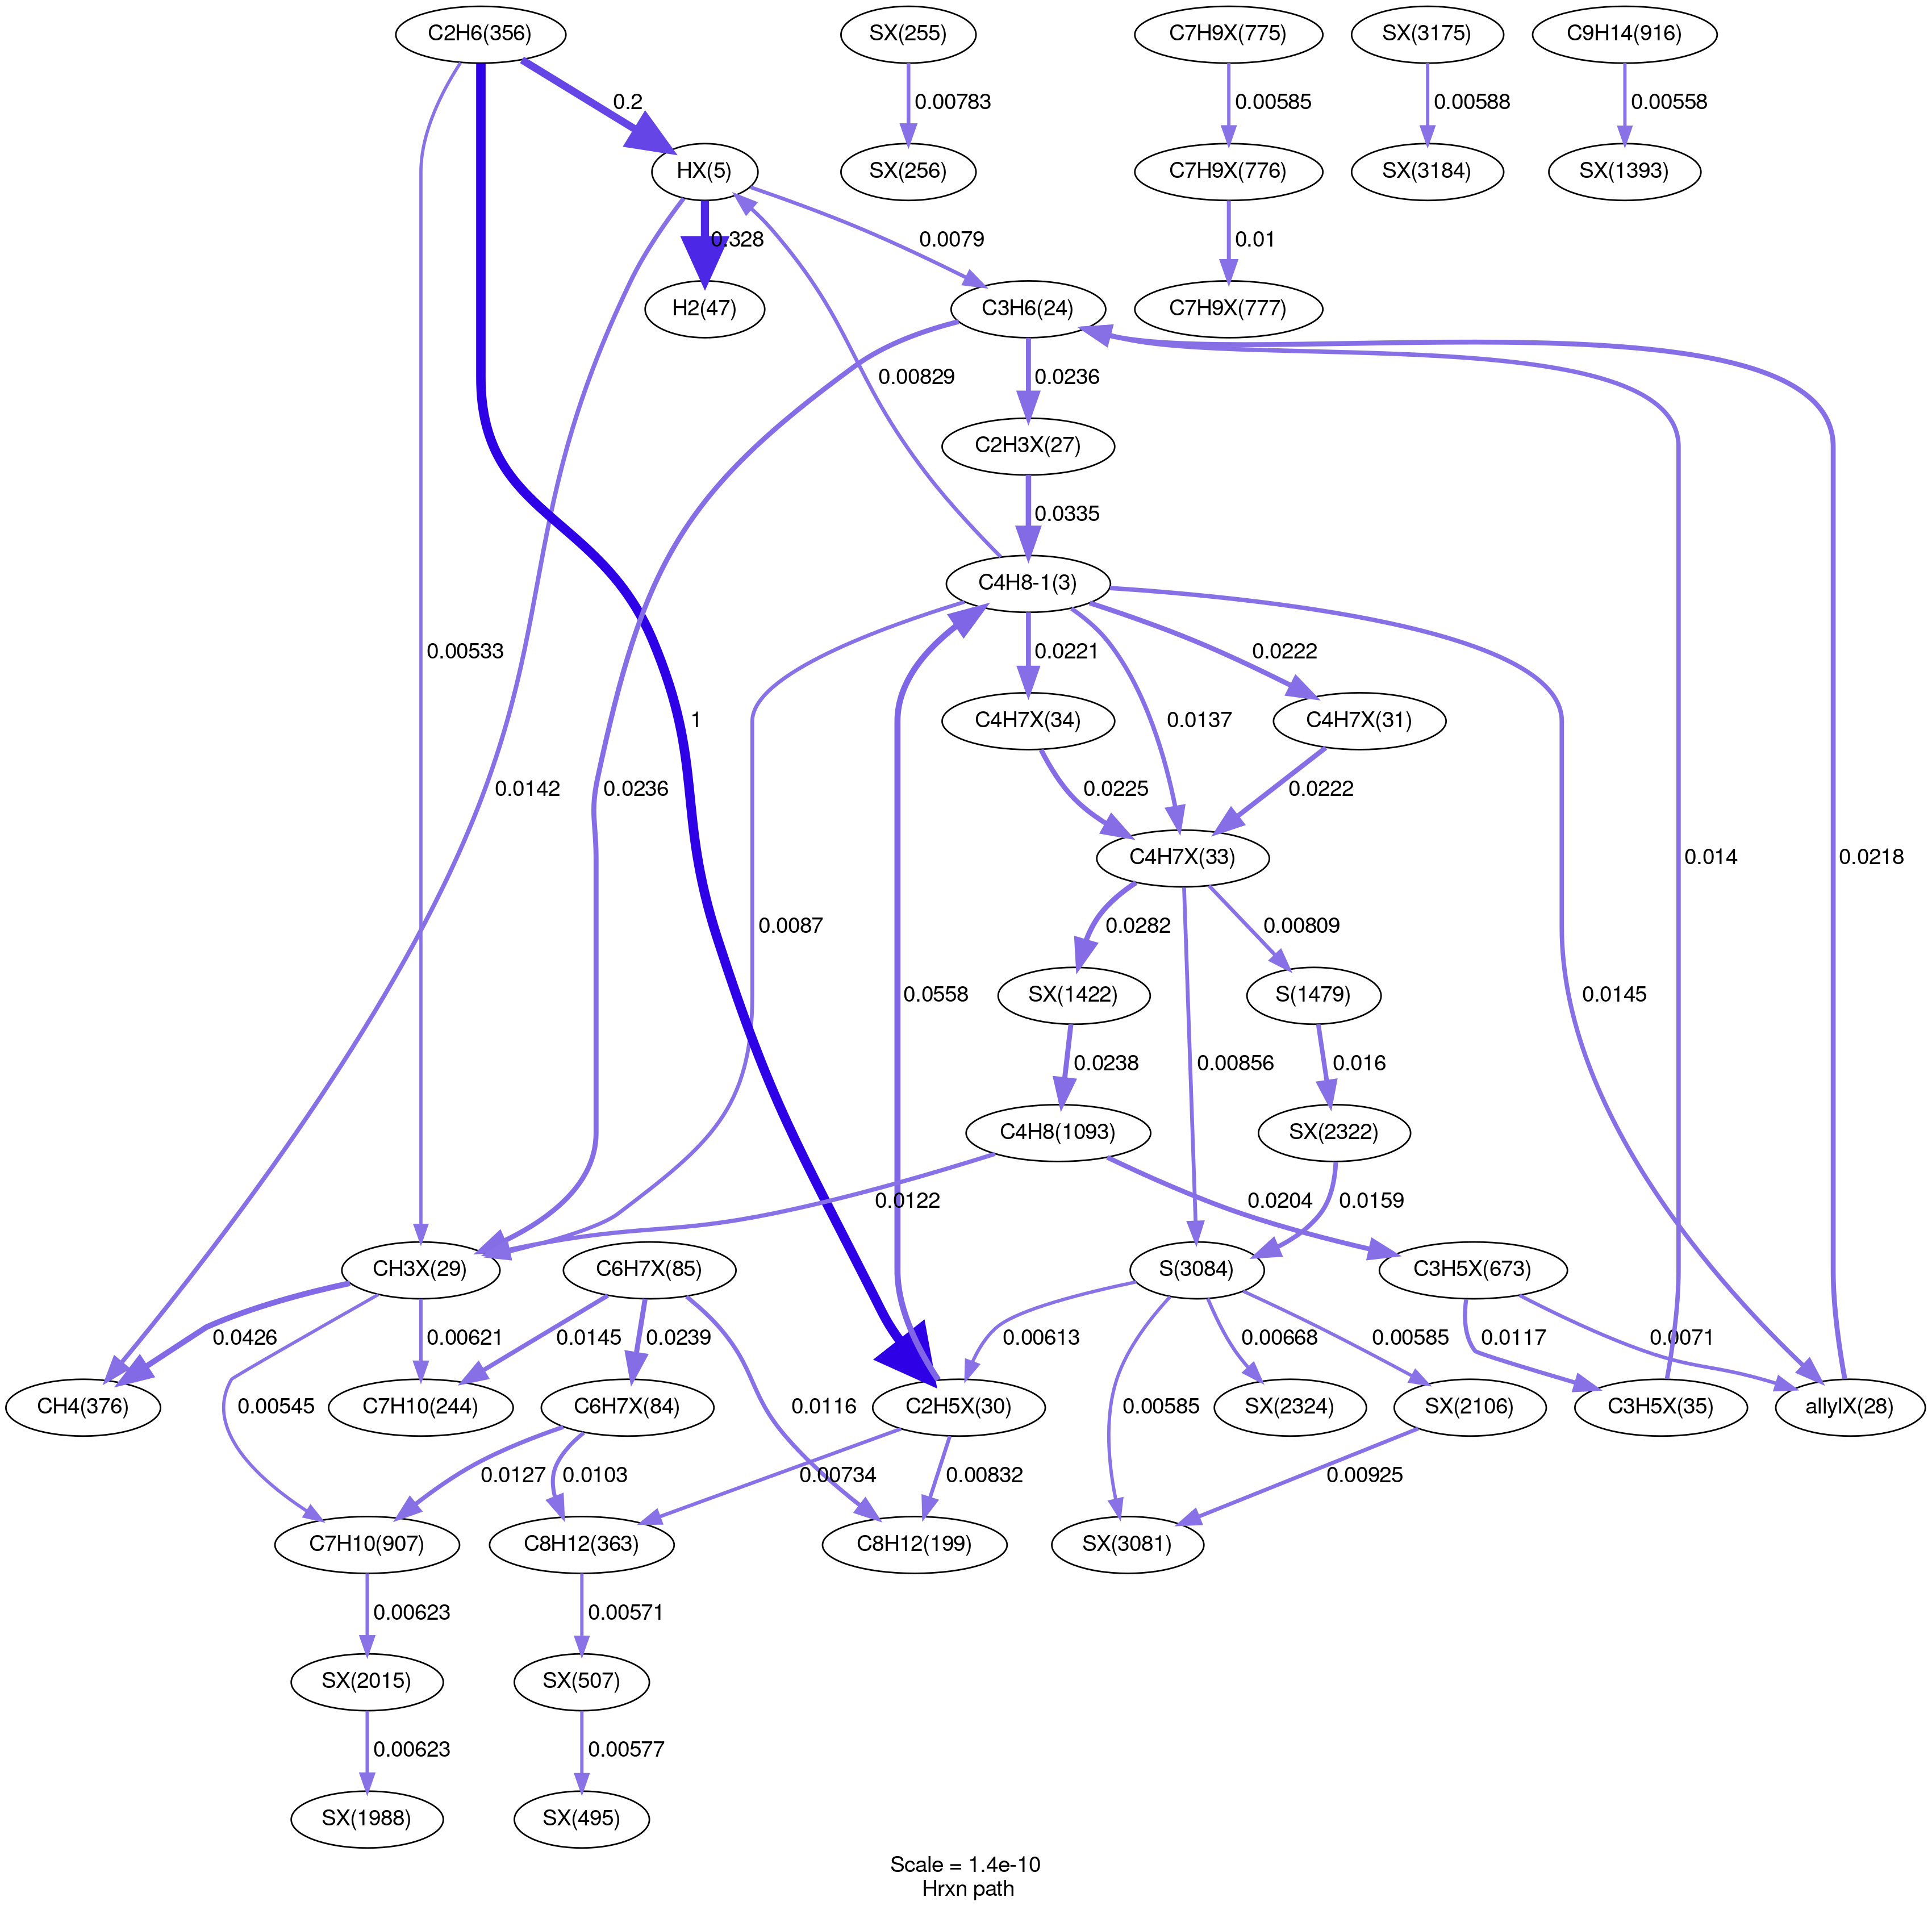 C2H6(356)
SX(255)
C7H9X(775)
SX(3175)
C9H14(916)
0.2
0.00783
0.00585
0.00588
0.00558
HX(5)
SX(256)
C7H9X(776)
SX(3184)
SX(1393)
0.328
0.0079
0.01
H2(47)
C3H6(24)
C7H9X(777)
0.00829
0.0236
C2H3X(27)
0.0335
C4H8-1(3)
0.00533
0.0221
0.0222
1
C4H7X(34)
0.0137
C4H7X(31)
0.0142
0.0236
0.0225
0.0222
C4H7X(33)
0.014
0.0218
0.0087
0.0282
0.00809
0.0558
SX(1422)
S(1479)
0.0145
0.0238
0.00856
0.016
C4H8(1093)
SX(2322)
0.0122
0.0204
0.0159
CH3X(29)
C6H7X(85)
S(3084)
C3H5X(673)
0.0426
0.00621
0.0145
0.0239
0.00613
0.00668
0.00585
0.0117
0.0071
CH4(376)
C7H10(244)
C6H7X(84)
0.0116
C2H5X(30)
0.00585
SX(2324)
SX(2106)
C3H5X(35)
allylX(28)
0.00545
0.0127
0.0103
0.00734
0.00832
0.00925
C7H10(907)
C8H12(363)
C8H12(199)
SX(3081)
0.00623
0.00571
SX(2015)
SX(507)
0.00623
0.00577
SX(1988)
SX(495)
Scale = 1.4e-10
Hrxn path